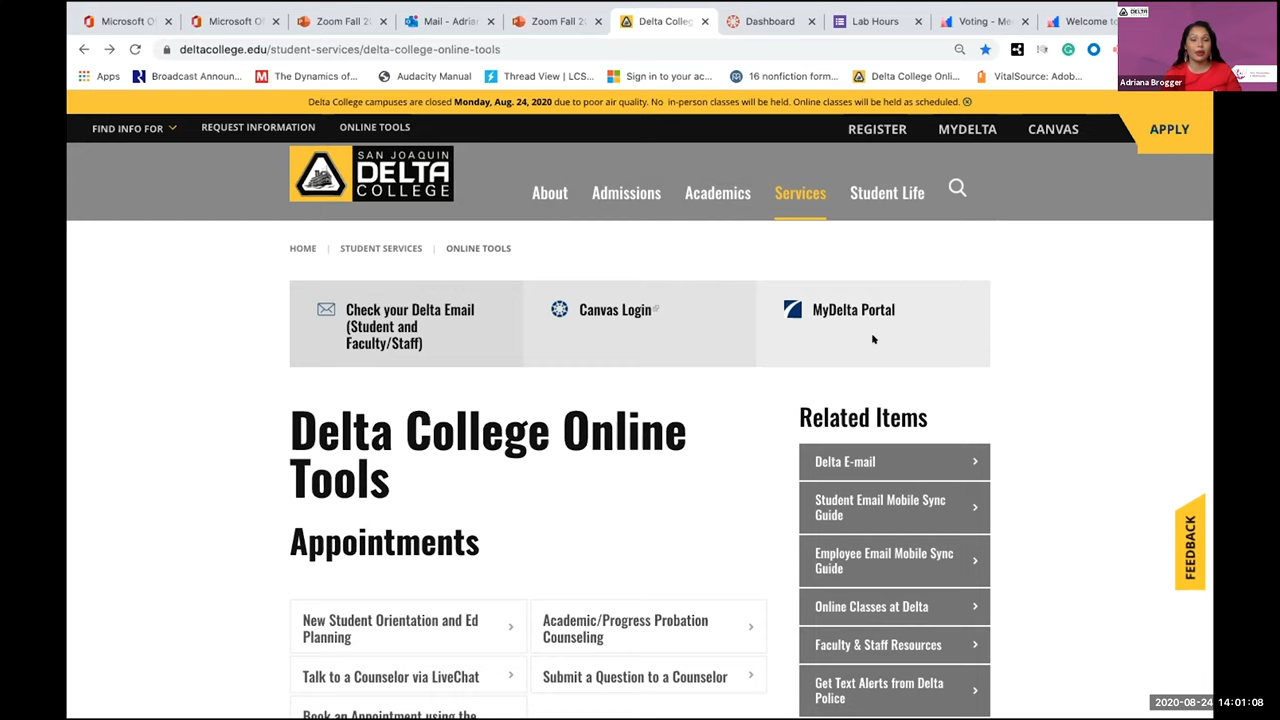 Microsoft O
Microsoft O
Zoom Fall 2
Mail - Adria
Zoom Fall 2
Delta Colleg
Dashboard
Lab Hours
Voting - Me
Welcome to
deltacollege.edu/student-services/delta-college-online-tools
Apps
Broadcast Announ...
The Dynamics of...
Audacity Manual
Thread View | LCS...
Sign in to your ac...
16 nonfiction form...
Delta College Onli...
VitalSource: Adob...
DELTA
Adriana Brogger
Delta College campuses are closed Monday, Aug. 24, 2020 due to poor air quality. No in-person classes will be held. Online classes will be held as scheduled.
FIND INFO FOR
REQUEST INFORMATION
ONLINE TOOLS
REGISTER
MYDELTA
CANVAS
APPLY
SAN JOAQUIN
DELTA
COLLEGE
About
Admissions
Academics
Services
Student Life
HOME | STUDENT SERVICES | ONLINE TOOLS
Check your Delta Email
(Student and
Faculty/Staff)
Canvas Login
MyDelta Portal
Delta College Online
Tools
Appointments
New Student Orientation and Ed
Planning
Academic/Progress Probation
Counseling
Talk to a Counselor via LiveChat
Submit a Question to a Counselor
Book an Appointment using the
Related Items
Delta E-mail
Student Email Mobile Sync
Guide
Employee Email Mobile Sync
Guide
Online Classes at Delta
Faculty & Staff Resources
Get Text Alerts from Delta
Police
FEEDBACK
2020-08-24 14:01:08